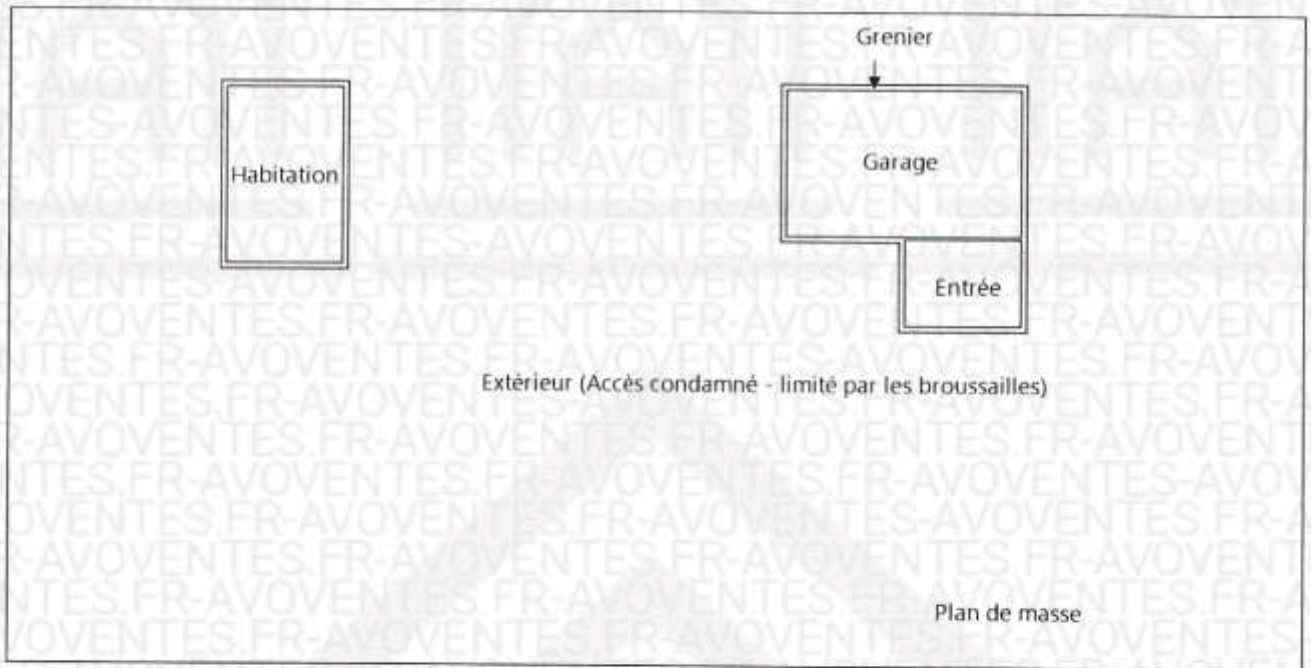 Grenier
Habitation
Garage
Entrée
Extérieur (Accès condamné - limité par les broussailles)
Plan de masse